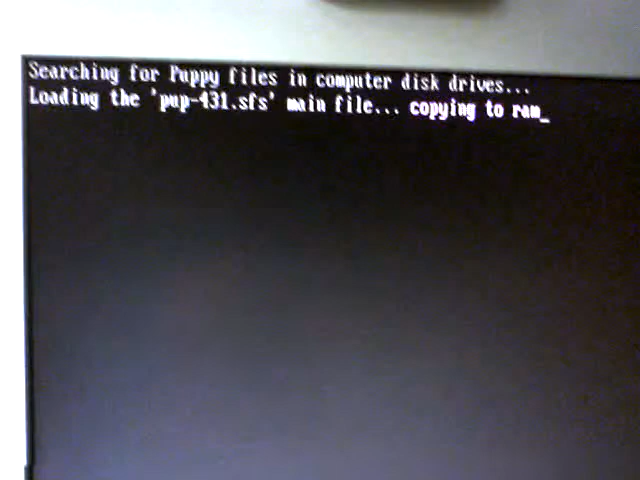 Searching for Puppy files in computer disk drives...
Loading the 'pup-431.sfs' main file... copying to ram_